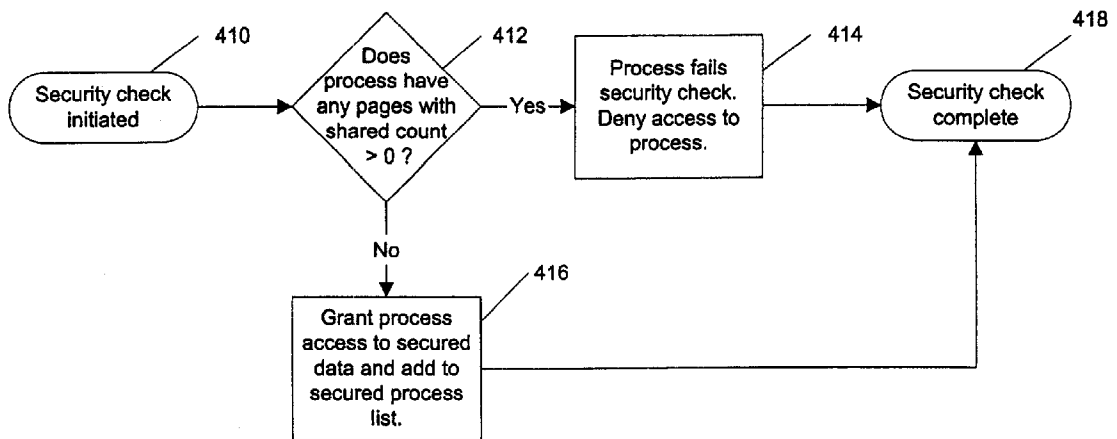 410
Security check
initiated
412
Does
process have
any pages with
shared count
> 0 ?
Yes
414
Process fails
security check.
Deny access to
process.
418
Security check
complete
No
416
Grant process
access to secured
data and add to
secured process
list.